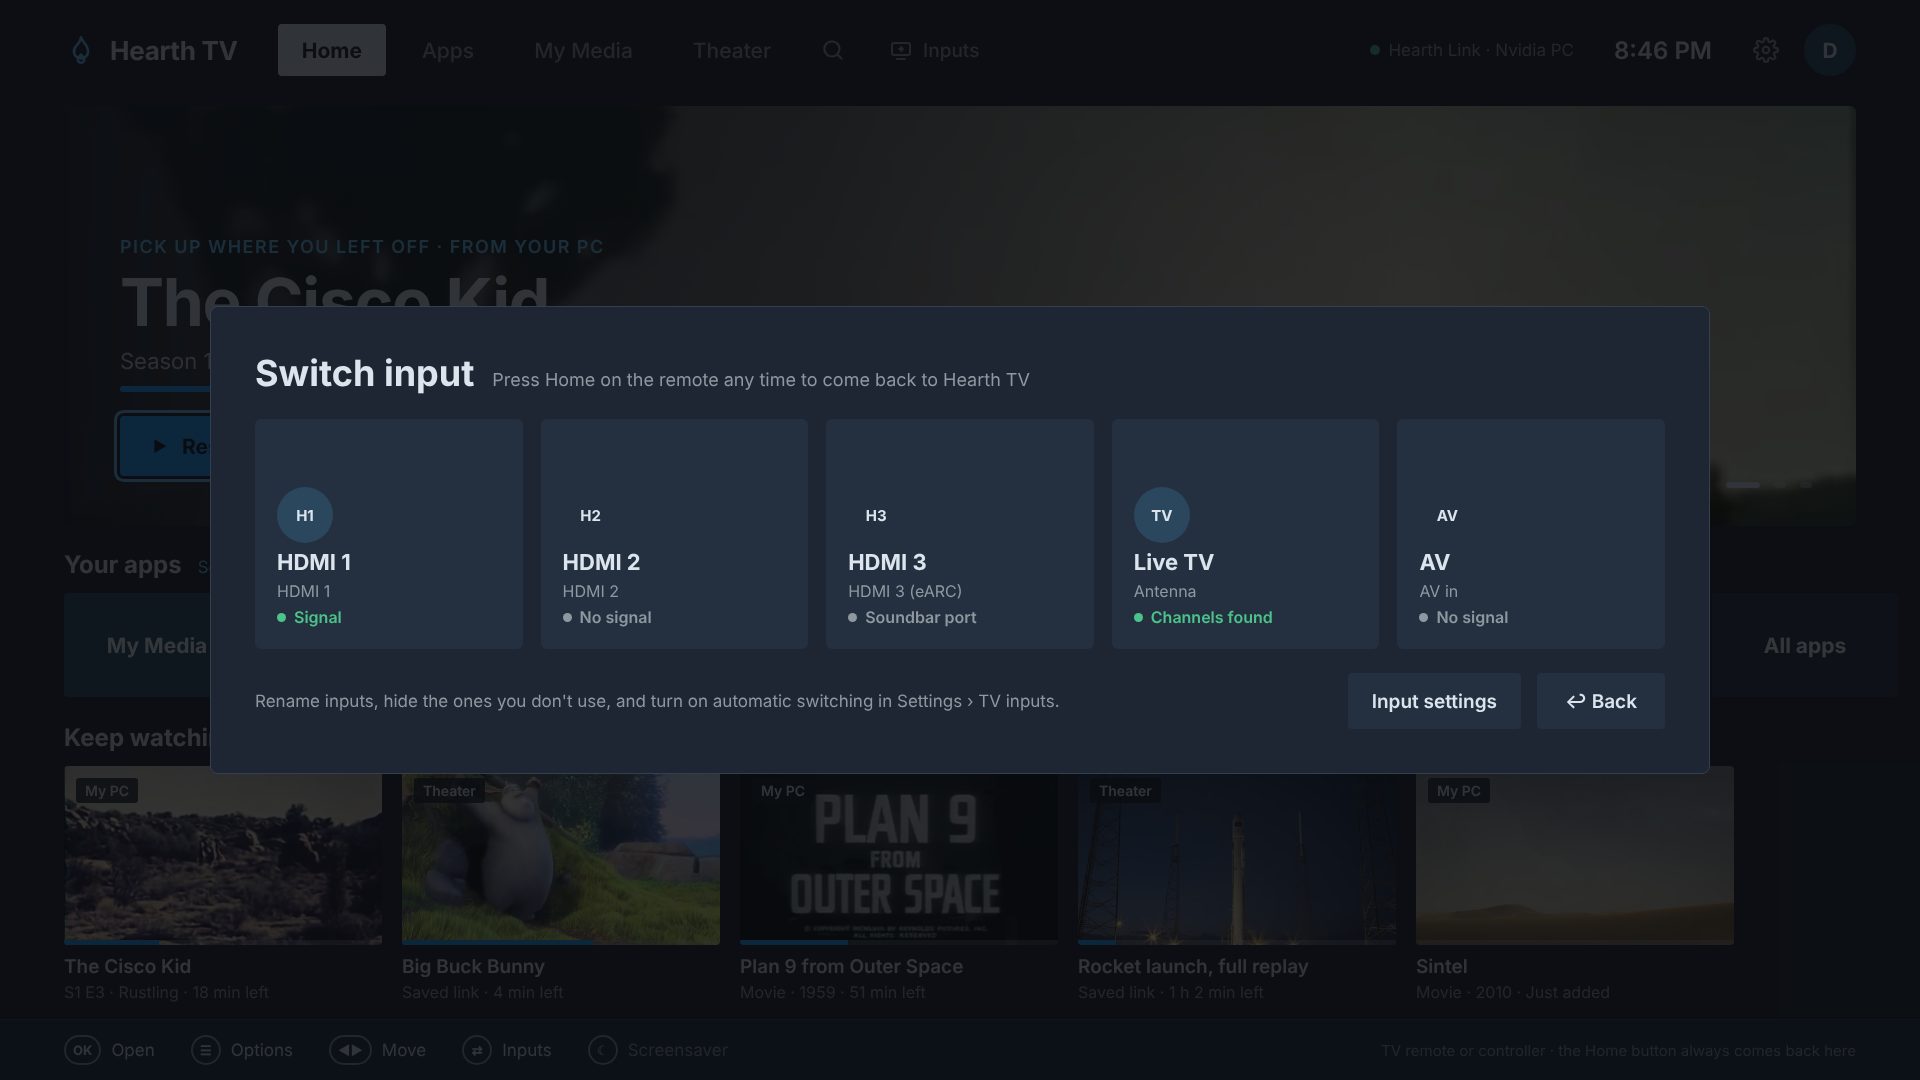 Hearth TV
Home
Apps
My Media
Theater
Inputs
Hearth Link · Nvidia PC
8:46 PM
D
PICK UP WHERE YOU LEFT OFF · FROM YOUR PC
The Cisco Kid
Season 1
Switch input
Press Home on the remote any time to come back to Hearth TV
H1
HDMI 1
HDMI 1
Signal
H2
HDMI 2
HDMI 2
No signal
H3
HDMI 3
HDMI 3 (eARC)
Soundbar port
TV
Live TV
Antenna
Channels found
AV
AV
AV in
No signal
Rename inputs, hide the ones you don't use, and turn on automatic switching in Settings › TV inputs.
Input settings
Back
Your apps
My Media
All apps
Keep
My PC
The Cisco Kid
S1 E3 · Rustling · 18 min left
Theater
Big Buck Bunny
Saved link · 4 min left
My PC
PLAN 9
FROM
OUTER SPACE
Plan 9 from Outer Space
Movie · 1959 · 51 min left
Theater
Rocket launch, full replay
Saved link · 1 h 2 min left
My PC
Sintel
Movie · 2010 · Just added
OK Open
Options
Move
Inputs
Screensaver
TV remote or controller · the Home button always comes back here